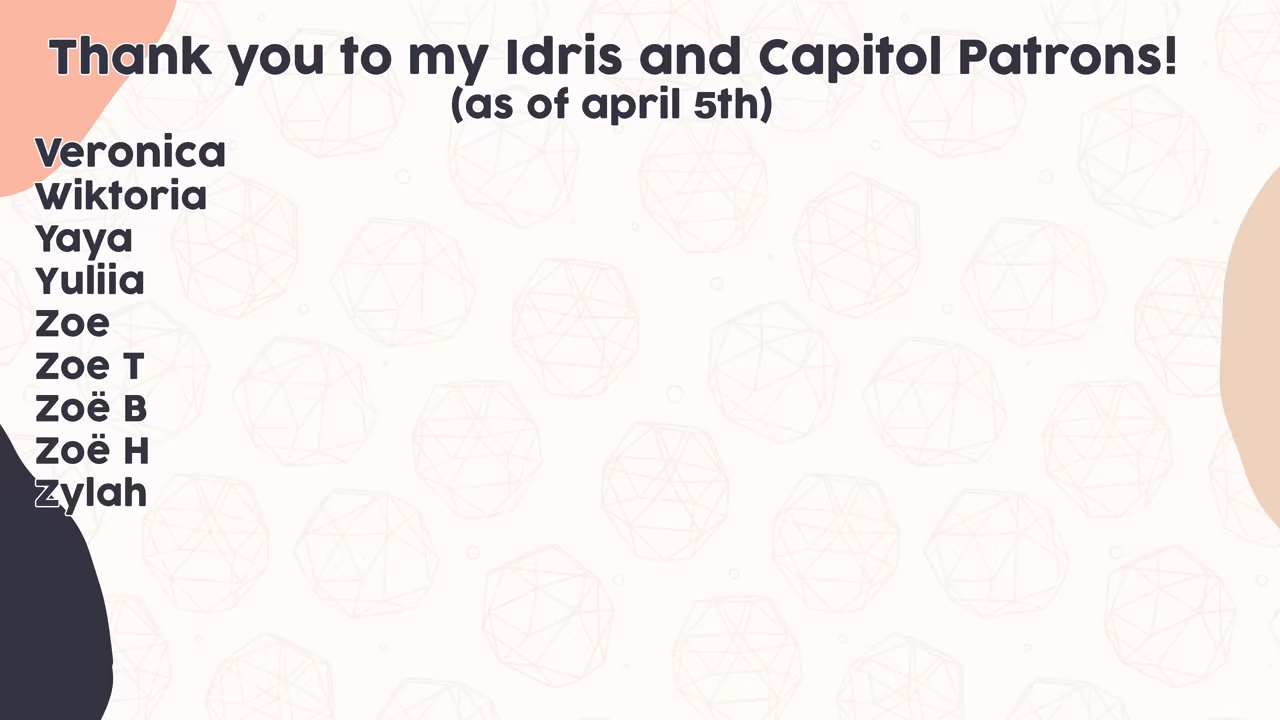 Thank you to my Idris and Capitol Patrons!
(as of april 5th)
Veronica
Wiktoria
Yaya
Yuliia
Zoe
Zoe T
Zoë B
Zoë H
Zylah